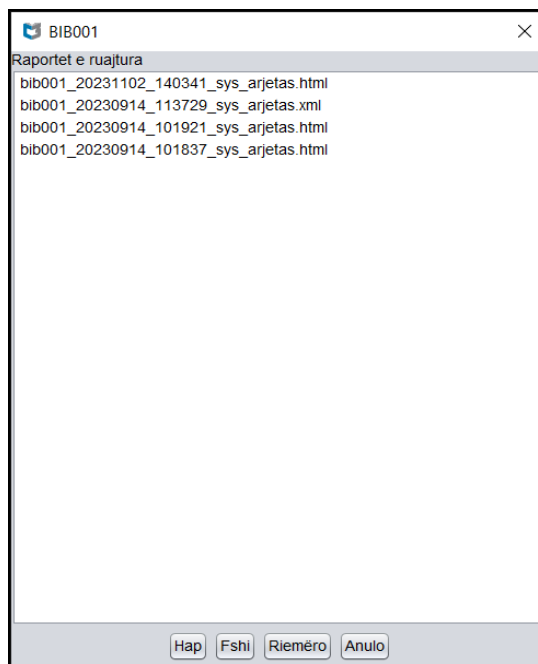 BIB001
Raportet e ruajtura
bib001_20231102_140341_sys_arjetas.html
bib001_20230914_113729_sys_arjetas.xml
bib001_20230914_101921_sys_arjetas.html
bib001_20230914_101837_sys_arjetas.html
Hap Fshi Riemëro Anulo